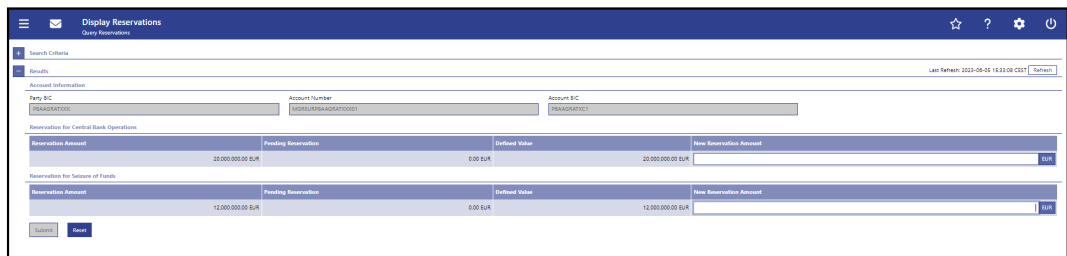 Display Reservations
Query Reservations
Search Criteria
Results Last Refresh: 2023-06-05 15:33:08 CEST Refresh
Account Information
Party BIC Account Number Account BIC
PBAAGRATXXX PBAAGRATXC1
Reservation for Central Bank Operations
Reservation Amount Pending Reservation Defined Value New Reservation Amount
20,000,000.00 EUR 0.00 EUR 20,000,000.00 EUR EUR
Reservation for Seizure of Funds
Reservation Amount Pending Reservation Defined Value New Reservation Amount
12,000,000.00 EUR 0.00 EUR 12,000,000.00 EUR EUR
Submit Reset